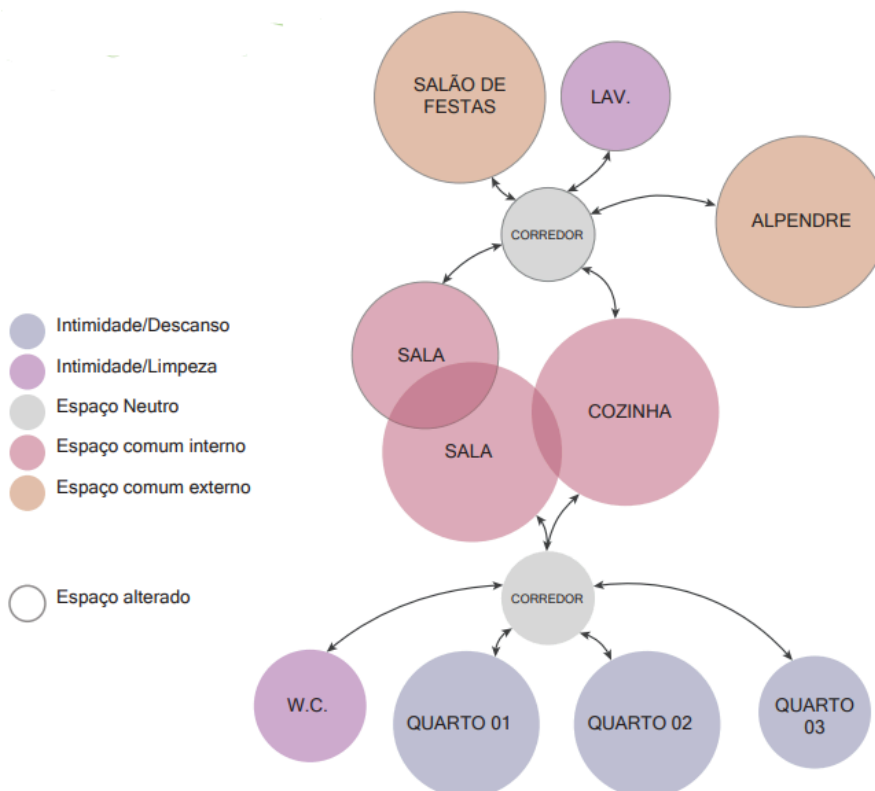 SALÃO DE
FESTAS
LAV.
CORREDOR
ALPENDRE
Intimidade/Descanso
Intimidade/Limpeza
Espaço Neutro
Espaço comum interno
Espaço comum externo
Espaço alterado
SALA
COZINHA
SALA
CORREDOR
W.C.
QUARTO 01
QUARTO 02
QUARTO
03